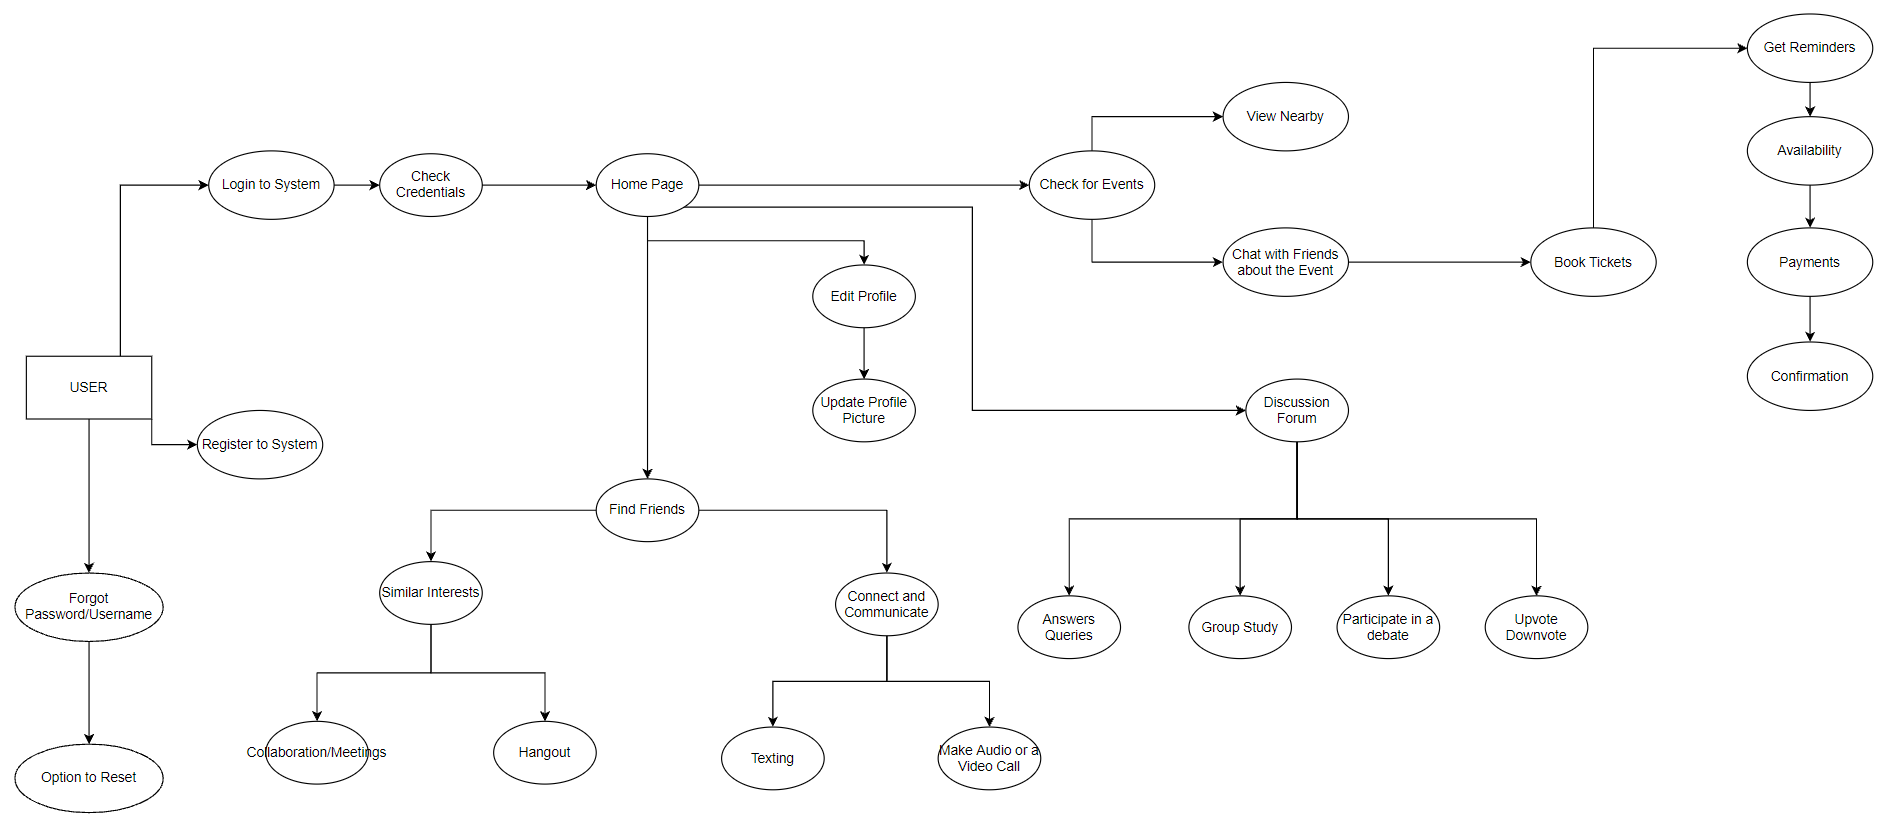 Get Reminders
View Nearby
Availability
Login to System
Check
Credentials
Home Page
Check for Events
Chat with Friends
about the Event
Book Tickets
Payments
Edit Profile
Confirmation
USER
Update Profile
Picture
Discussion
Forum
Register to System
Find Friends
Forgot
Password/Username
Similar Interests
Connect and
Communicate
Answers
Queries
Group Study
Participate in a
debate
Upvote
Downvote
Collaboration/Meetings
Hangout
Texting
Make Audio or a
Video Call
Option to Reset